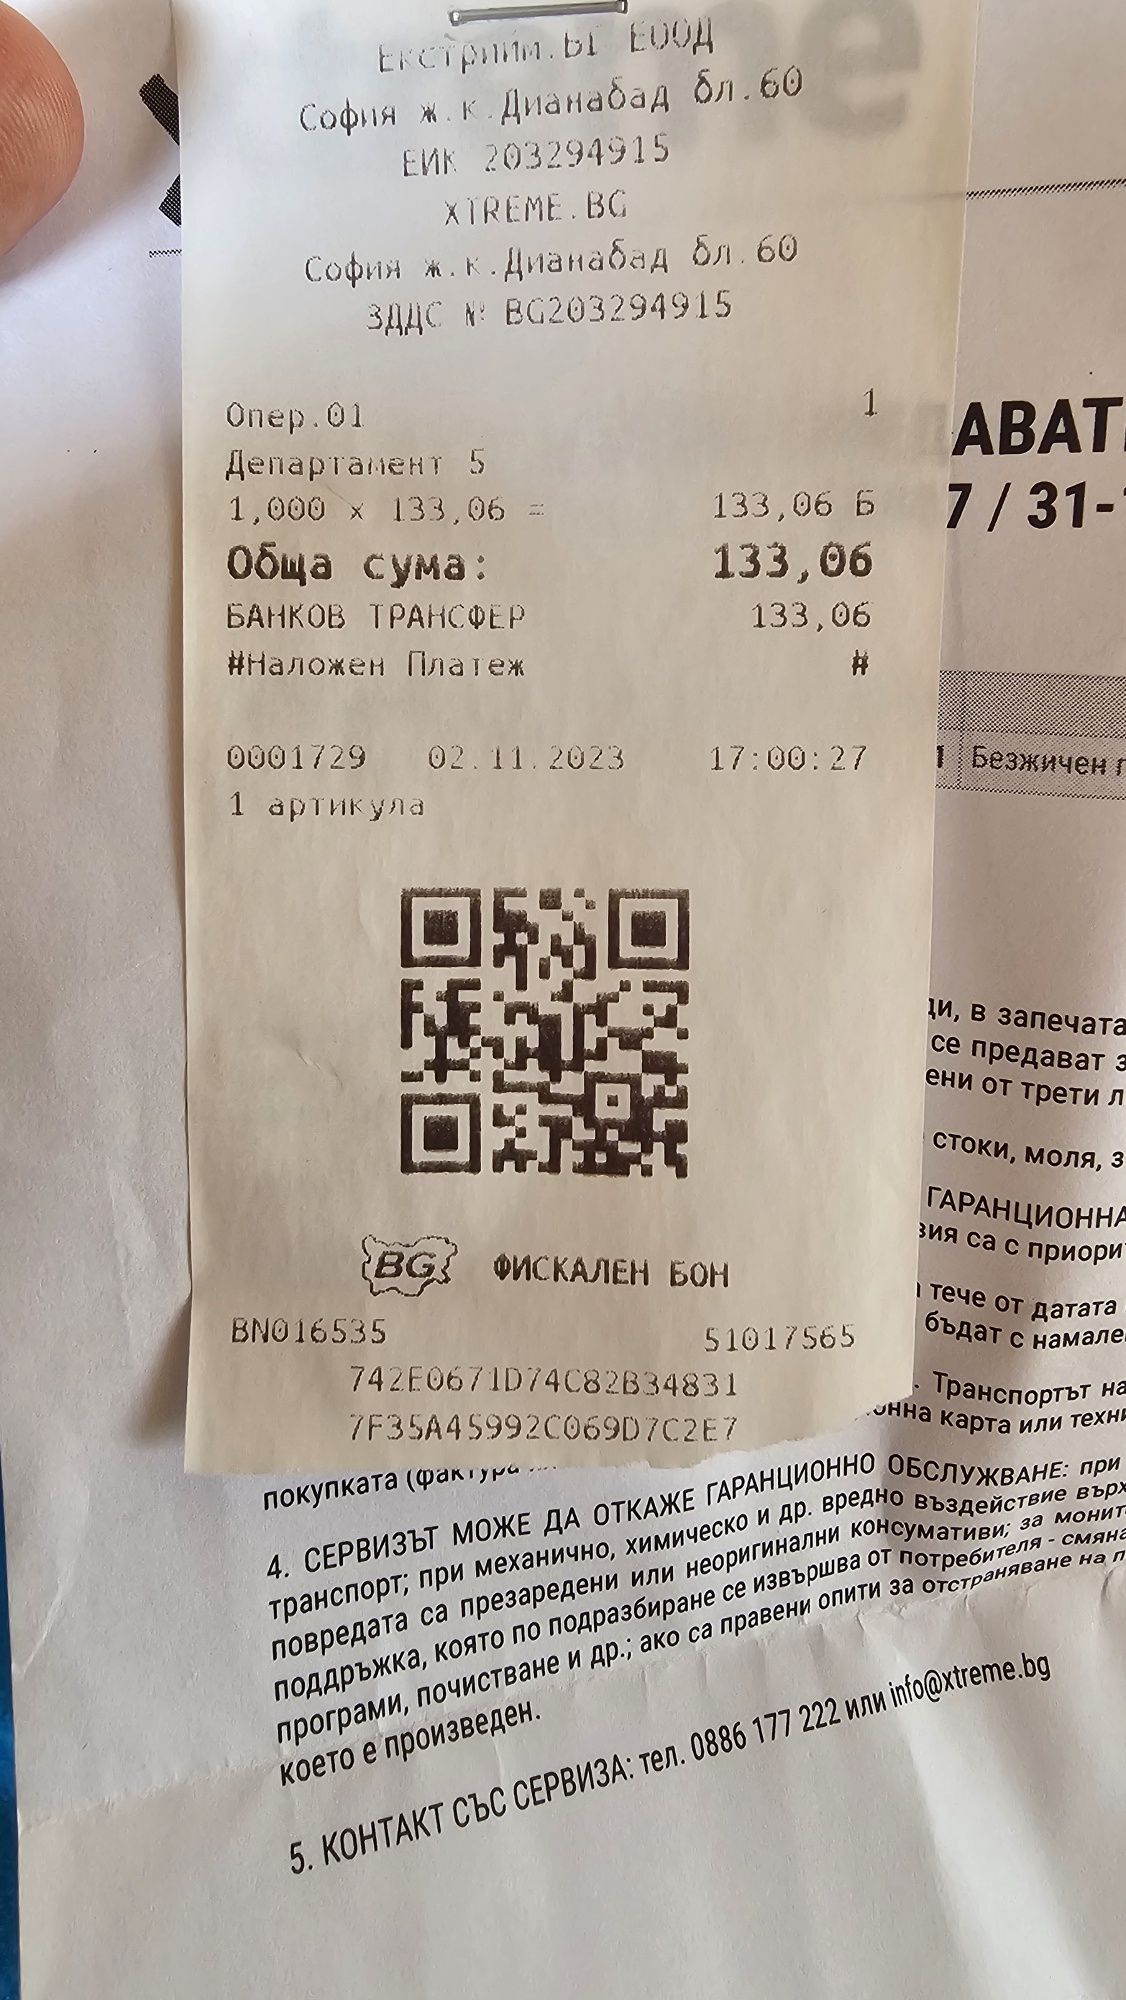 Екстрийм.БГ ЕООД
София ж.к.Дианабад бл.60
ЕИК 203294915
XTREME.BG
София ж.к.Дианабад бл.60
ЗДДС № BG203294915
Опер.01 1
Департамент 5
1,000 x 133,06 = 133,06 Б
Обща сума: 133,06
БАНКОВ ТРАНСФЕР 133,06
#Наложен Платеж #
0001729 02.11.2023 17:00:27
1 артикула
BG ФИСКАЛЕН БОН
BN016535 51017565
742E0671D74C82B34831
7F35A45992C069D7C2E7
АВАТ
7 / 31-
1 Безжичен
ди, в запечата
се предават
ени от трети
стоки, моля,
ГАРАНЦИОННА
вия са с приори
тече от датата
бъдат с намале
. Транспортът на
онна карта или техни
покупката (фактура
4. СЕРВИЗЪТ МОЖЕ ДА ОТКАЖЕ ГАРАНЦИОННО ОБСЛУЖВАНЕ: при
транспорт; при механично, химическо и др. вредно въздействие върх
повредата са презаредени или неоригинални консумативи; за монит
поддръжка, която по подразбиране се извършва от потребителя - смяна
програми, почистване и др.; ако са правени опити за отстраняване на п
което е произведен.
5. КОНТАКТ СЪС СЕРВИЗА: тел. 0886 177 222 или info@xtreme.bg